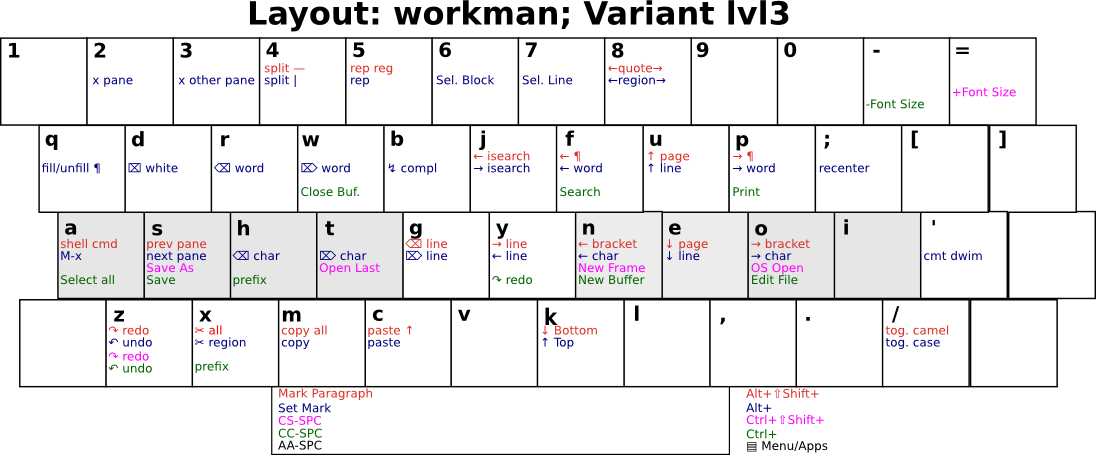 Layout: workman; Variant lvl3
1 2 3 4 5 6 7 8 9 0 - =
split — rep reg ←quote→
x pane x other pane split | rep Sel. Block Sel. Line ←region→
+Font Size
-Font Size
q d r w b j f u p ; [ ]
← isearch ← ¶ ↑ page → ¶
fill/unfill ¶ ⌧ white ⌫ word ⌦ word ↯ compl → isearch ← word ↑ line → word recenter
Close Buf. Search Print
a s h t g y n e o i '
shell cmd prev pane ⌫ line → line ← bracket ↓ page → bracket
M-x next pane ⌫ char ⌦ char ⌦ line ← line ← char ↓ line → char cmt dwim
Save As Open Last New Frame OS Open
Select all Save prefix ↷ redo New Buffer Edit File
z x m c v k l , . /
↷ redo ✂ all copy all paste ↑ ↓ Bottom tog. camel
↶ undo ✂ region copy paste ↑ Top tog. case
↷ redo
↶ undo prefix
Mark Paragraph Alt+⇧Shift+
Set Mark Alt+
CS-SPC Ctrl+⇧Shift+
CC-SPC Ctrl+
AA-SPC ▤ Menu/Apps